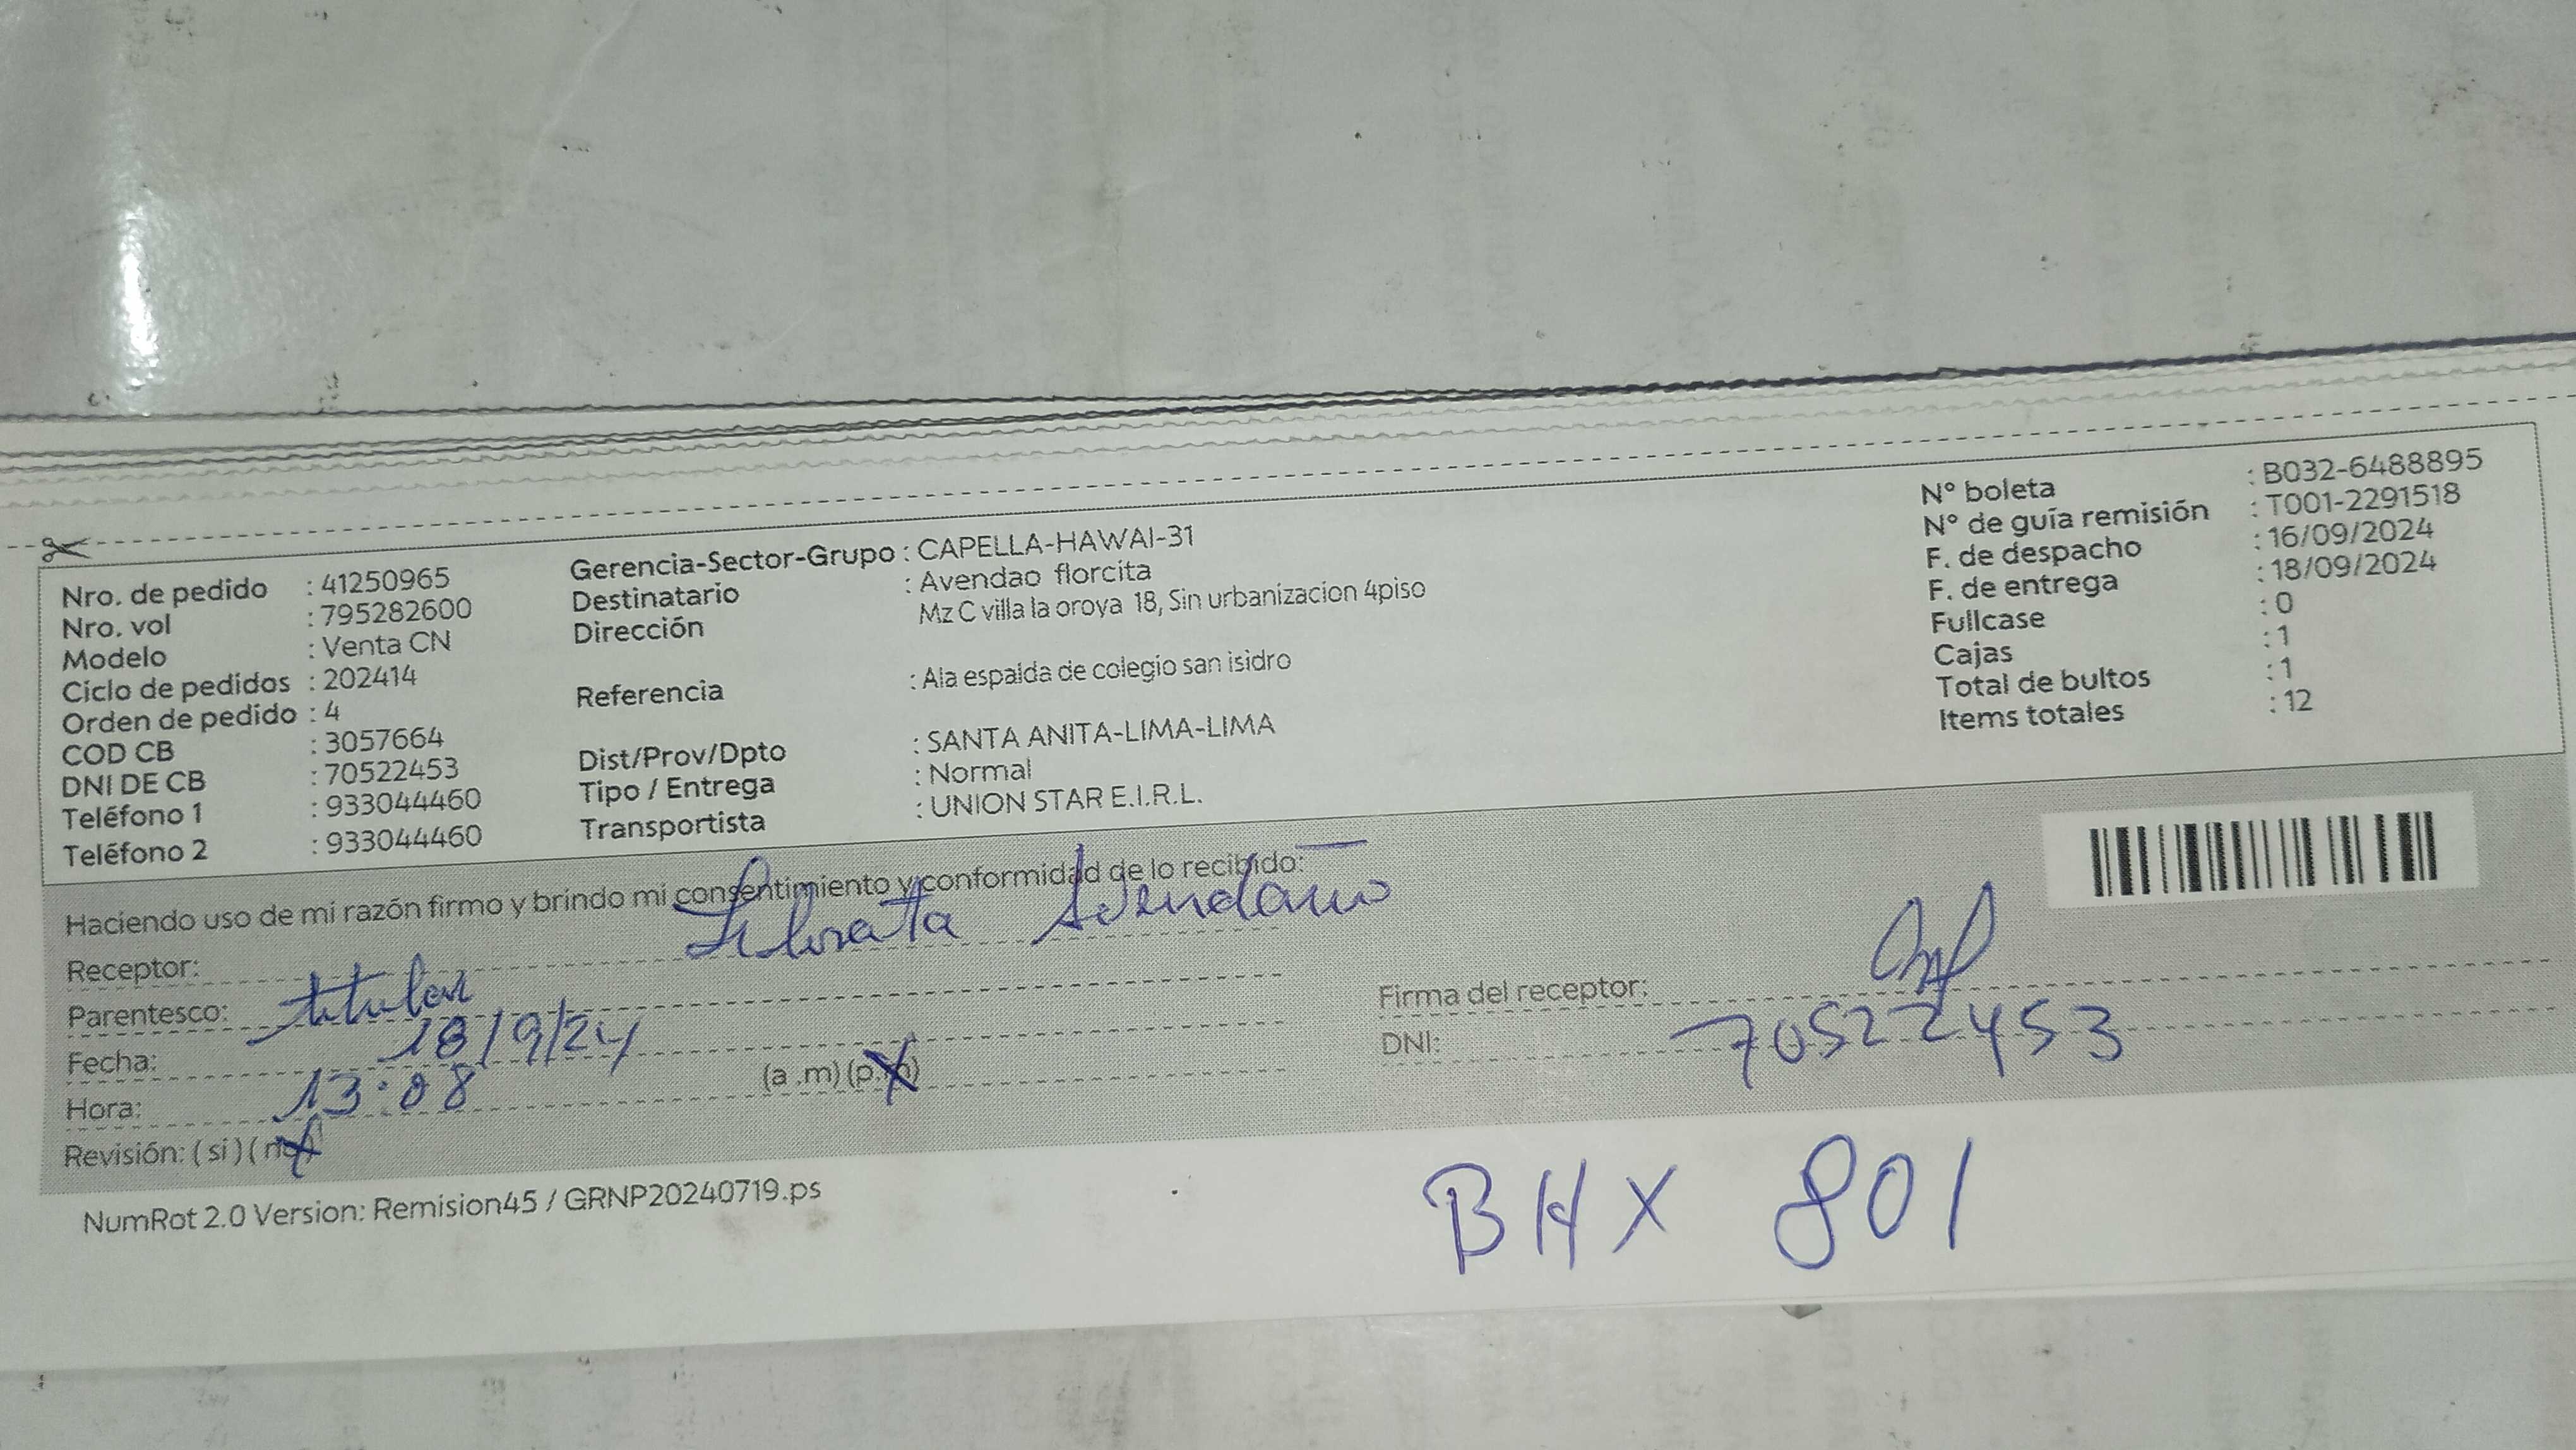 Nro. de pedido : 41250965
Nro. vol : 795282600
Modelo : Venta CN
Ciclo de pedidos : 202414
Orden de pedido : 4
COD CB : 3057664
DNI DE CB : 70522453
Teléfono 1 : 933044460
Teléfono 2 : 933044460
Gerencia-Sector-Grupo : CAPELLA-HAWAI-31
Destinatario : Avendao florcita
Dirección Mz C villa la oroya 18, Sin urbanizacion 4piso
Referencia : Ala espalda de colegio san isidro
Dist/Prov/Dpto : SANTA ANITA-LIMA-LIMA
Tipo / Entrega : Normal
Transportista : UNION STAR E.I.R.L.
N° boleta : B032-6488895
N° de guía remisión : T001-2291518
F. de despacho : 16/09/2024
F. de entrega : 18/09/2024
Fullcase : 0
Cajas : 1
Total de bultos : 1
Items totales : 12
Haciendo uso de mi razón firmo y brindo mi consentimiento y conformidad de lo recibido:
Receptor: Librata Avendaño
Parentesco: titular
Fecha: 18/9/24
Hora: 13:08 (a .m) (p.m)
Revisión: ( si ) ( no )
Firma del receptor:
DNI: 70522453
NumRot 2.0 Version: Remision45 / GRNP20240719.ps
BHX 801